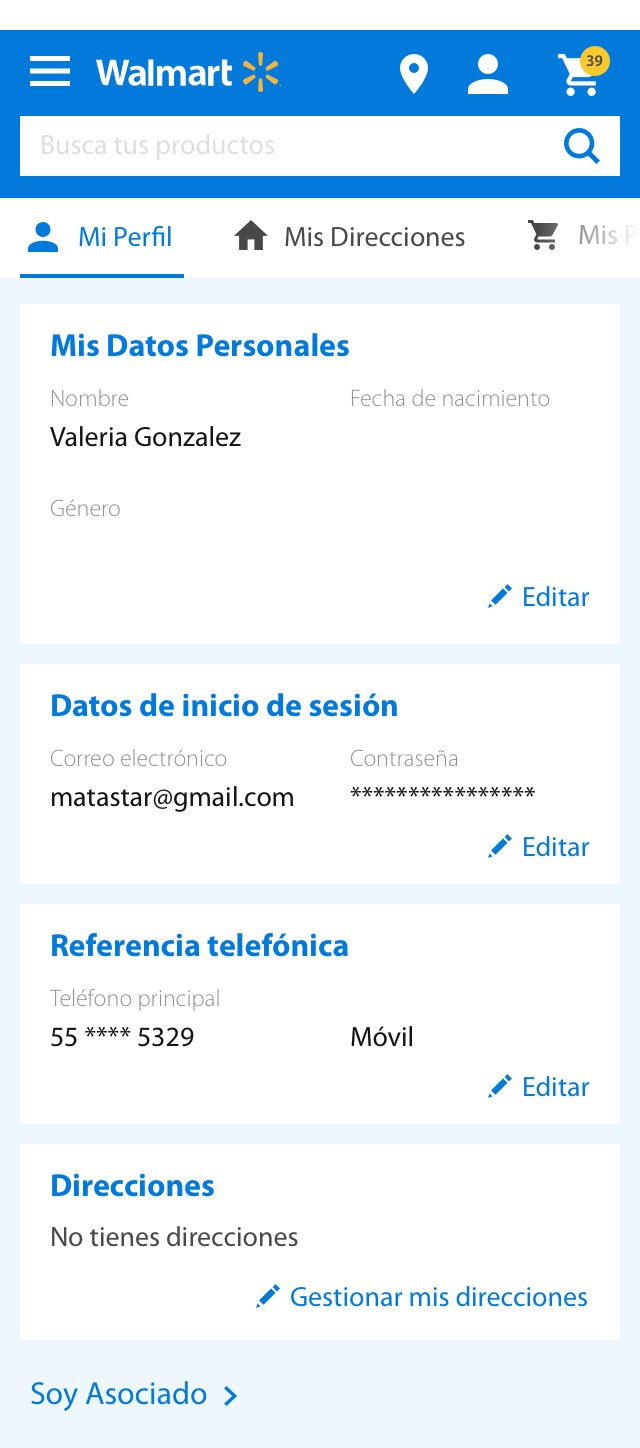 Walmart
39
Busca tus productos
Mi Perfil Mis Direcciones Mis
Mis Datos Personales
Nombre Fecha de nacimiento
Valeria Gonzalez
Género
Editar
Datos de inicio de sesión
Correo electrónico Contraseña
matastar@gmail.com ****************
Editar
Referencia telefónica
Teléfono principal
55 **** 5329 Móvil
Editar
Direcciones
No tienes direcciones
Gestionar mis direcciones
Soy Asociado >